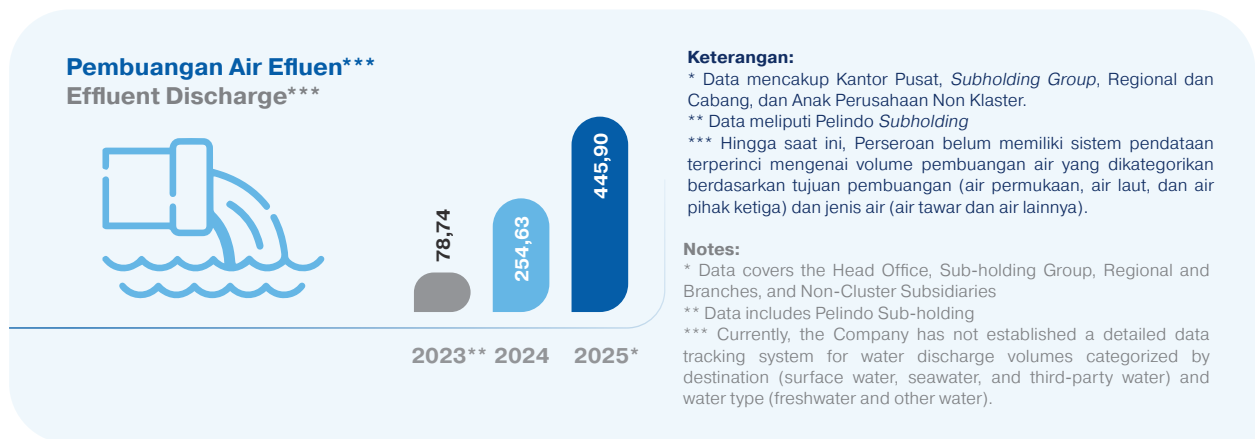 Pembuangan Air Efluen***
Effluent Discharge***
78,74
254,63
445,90
2023** 2024 2025*
Keterangan:
* Data mencakup Kantor Pusat, Subholding Group, Regional dan
Cabang, dan Anak Perusahaan Non Klaster.
** Data meliputi Pelindo Subholding
*** Hingga saat ini, Perseroan belum memiliki sistem pendataan
terperinci mengenai volume pembuangan air yang dikategorikan
berdasarkan tujuan pembuangan (air permukaan, air laut, dan air
pihak ketiga) dan jenis air (air tawar dan air lainnya).
Notes:
* Data covers the Head Office, Sub-holding Group, Regional and
Branches, and Non-Cluster Subsidiaries
** Data includes Pelindo Sub-holding
*** Currently, the Company has not established a detailed data
tracking system for water discharge volumes categorized by
destination (surface water, seawater, and third-party water) and
water type (freshwater and other water).